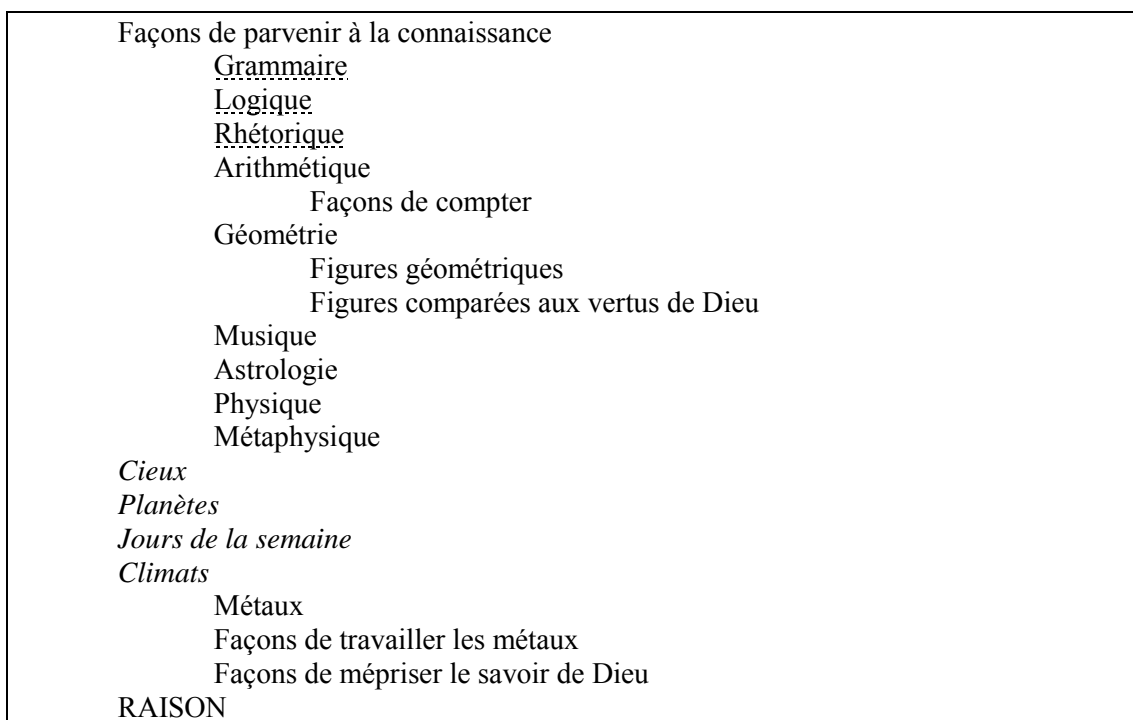 Façons de parvenir à la connaissance
Grammaire
Logique
Rhétorique
Arithmétique
Façons de compter
Géométrie
Figures géométriques
Figures comparées aux vertus de Dieu
Musique
Astrologie
Physique
Métaphysique
Cieux
Planètes
Jours de la semaine
Climats
Métaux
Façons de travailler les métaux
Façons de mépriser le savoir de Dieu
RAISON